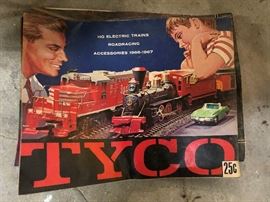 HO ELECTRIC TRAINS
ROADRACING
ACCESSORIES 1966-1967
TYCO
25¢